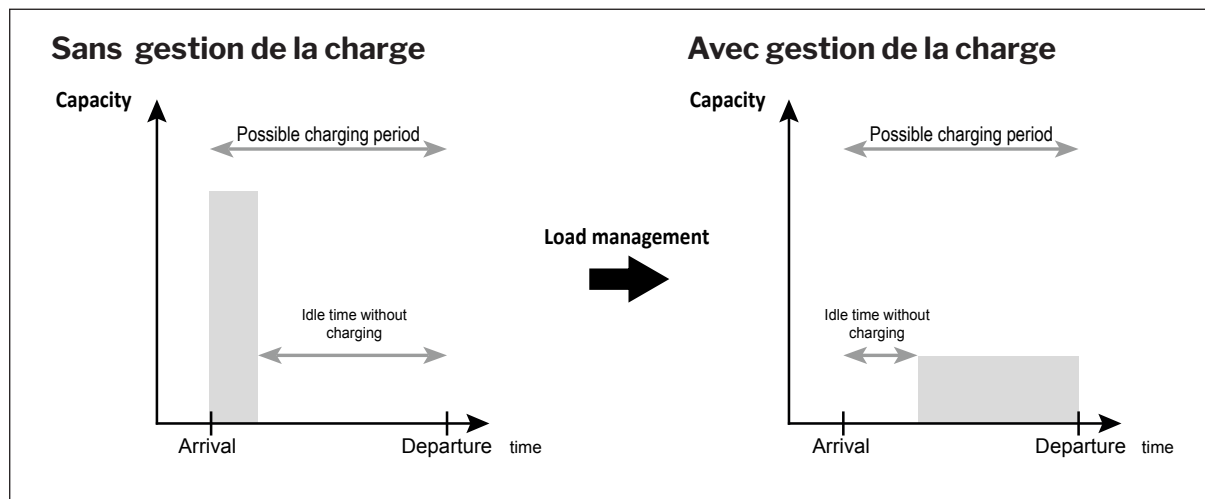 Sans gestion de la charge
Capacity
Possible charging period
Idle time without
charging
Arrival
Departure
time
Load management
Avec gestion de la charge
Capacity
Possible charging period
Idle time without
charging
Arrival
Departure
time